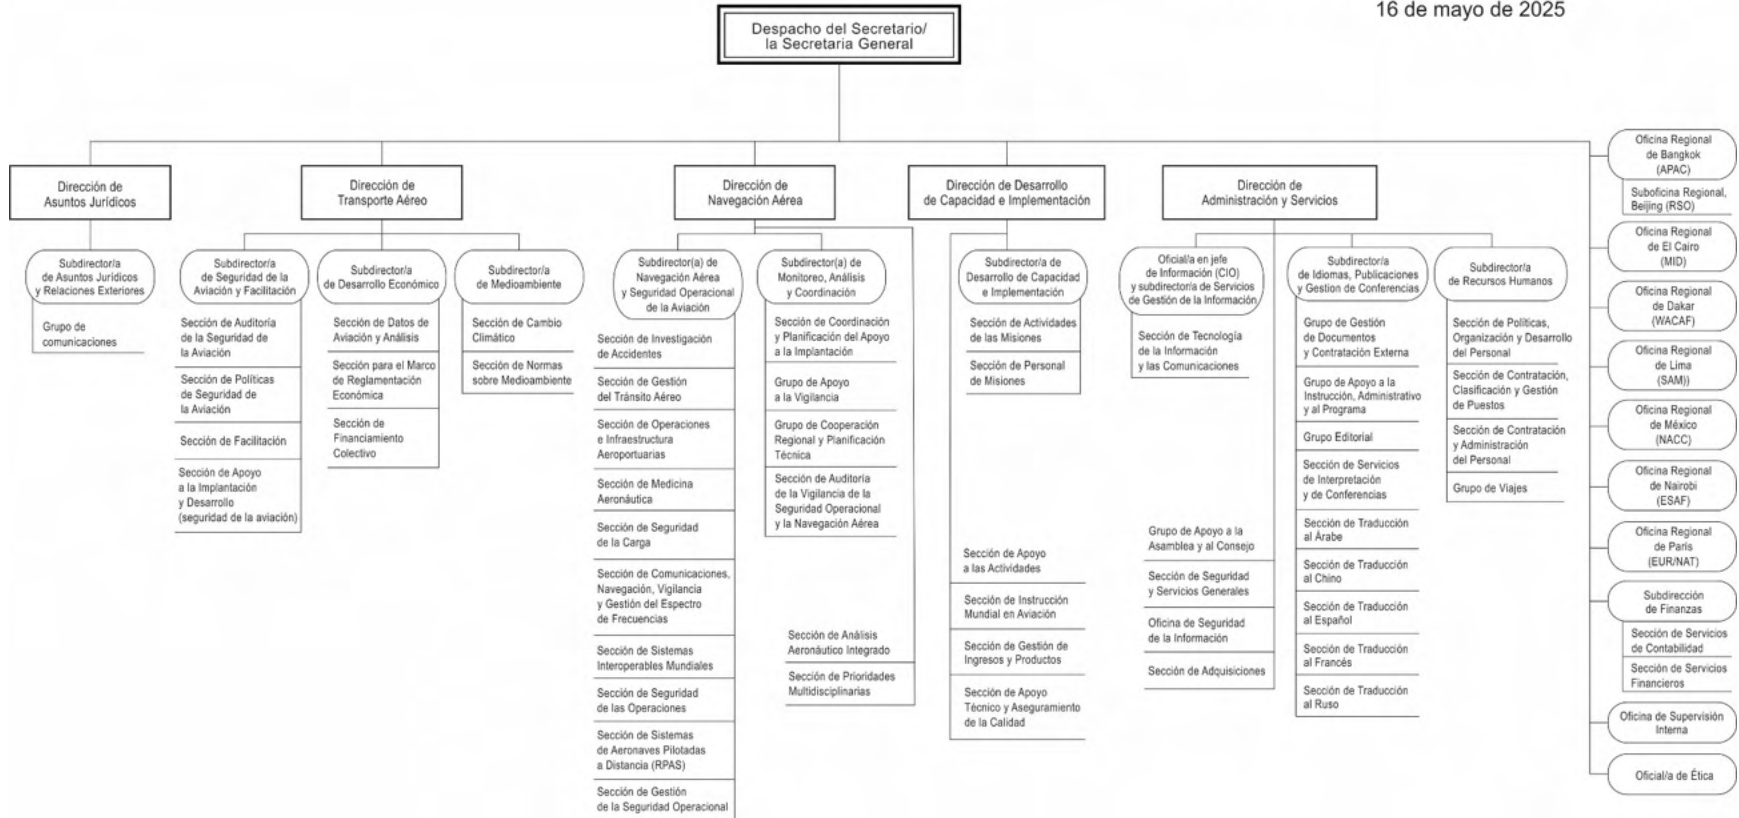 16 de mayo de 2025
Despacho del Secretario/
la Secretaria General
Dirección de
Asuntos Jurídicos
Subdirector/a
de Asuntos Jurídicos
y Relaciones Exteriores
Grupo de
comunicaciones
Dirección de
Transporte Aéreo
Subdirector/a
de Seguridad de la
Aviación y Facilitación
Sección de Auditoría
de la Seguridad de
la Aviación
Sección de Políticas
de Seguridad de
la Aviación
Sección de Facilitación
Sección de Apoyo
a la Implantación
y Desarrollo
(seguridad de la aviación)
Subdirector/a
de Desarrollo Económico
Sección de Datos de
Aviación y Análisis
Sección para el Marco
de Reglamentación
Económica
Sección de
Financiamiento
Colectivo
Subdirector/a
de Medioambiente
Sección de Cambio
Climático
Sección de Normas
sobre Medioambiente
Dirección de
Navegación Aérea
Subdirector(a) de
Navegación Aérea
y Seguridad Operacional
de la Aviación
Sección de Investigación
de Accidentes
Sección de Gestión
del Tránsito Aéreo
Sección de Operaciones
e Infraestructura
Aeroportuarias
Sección de Medicina
Aeronáutica
Sección de Seguridad
de la Carga
Sección de Comunicaciones,
Navegación, Vigilancia
y Gestión del Espectro
de Frecuencias
Sección de Sistemas
Interoperables Mundiales
Sección de Seguridad
de las Operaciones
Sección de Sistemas
de Aeronaves Pilotadas
a Distancia (RPAS)
Sección de Gestión
de la Seguridad Operacional
Subdirector(a) de
Monitoreo, Análisis
y Coordinación
Sección de Coordinación
y Planificación del Apoyo
a la Implantación
Grupo de Apoyo
a la Vigilancia
Grupo de Cooperación
Regional y Planificación
Técnica
Sección de Auditoría
de la Vigilancia de la
Seguridad Operacional
y la Navegación Aérea
Sección de Análisis
Aeronáutico Integrado
Sección de Prioridades
Multidisciplinarias
Dirección de Desarrollo
de Capacidad e Implementación
Subdirector/a de
Desarrollo de Capacidad
e Implementación
Sección de Actividades
de las Misiones
Sección de Personal
de Misiones
Sección de Apoyo
a las Actividades
Sección de Instrucción
Mundial en Aviación
Sección de Gestión de
Ingresos y Productos
Sección de Apoyo
Técnico y Aseguramiento
de la Calidad
Dirección de
Administración y Servicios
Oficial/a en jefe
de Información (CIO)
y subdirector/a de Servicios
de Gestión de la Información
Sección de Tecnología
de la Información
y las Comunicaciones
Grupo de Apoyo a la
Asamblea y al Consejo
Sección de Seguridad
y Servicios Generales
Oficina de Seguridad
de la Información
Sección de Adquisiciones
Subdirector/a
de Idiomas, Publicaciones
y Gestion de Conferencias
Grupo de Gestión
de Documentos
y Contratación Externa
Grupo de Apoyo a la
Instrucción, Administrativo
y al Programa
Grupo Editorial
Sección de Servicios
de Interpretación
y de Conferencias
Sección de Traducción
al Árabe
Sección de Traducción
al Chino
Sección de Traducción
al Español
Sección de Traducción
al Francés
Sección de Traducción
al Ruso
Subdirector/a
de Recursos Humanos
Sección de Políticas,
Organización y Desarrollo
del Personal
Sección de Contratación,
Clasificación y Gestión
de Puestos
Sección de Contratación
y Administración
del Personal
Grupo de Viajes
Oficina Regional
de Bangkok
(APAC)
Suboficina Regional,
Beijing (RSO)
Oficina Regional
de El Cairo
(MID)
Oficina Regional
de Dakar
(WACAF)
Oficina Regional
de Lima
(SAM))
Oficina Regional
de México
(NACC)
Oficina Regional
de Nairobi
(ESAF)
Oficina Regional
de París
(EUR/NAT)
Subdirección
de Finanzas
Sección de Servicios
de Contabilidad
Sección de Servicios
Financieros
Oficina de Supervisión
Interna
Oficial/a de Ética